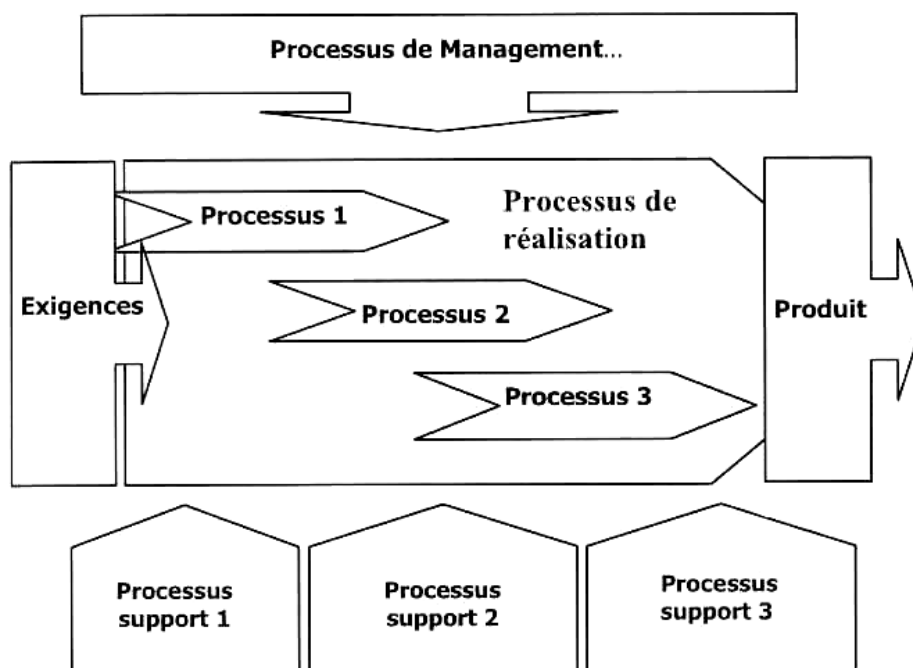 Processus de Management...
Processus 1
Processus de
réalisation
Exigences
Processus 2
Produit
Processus 3
Processus
support 1
Processus
support 2
Processus
support 3